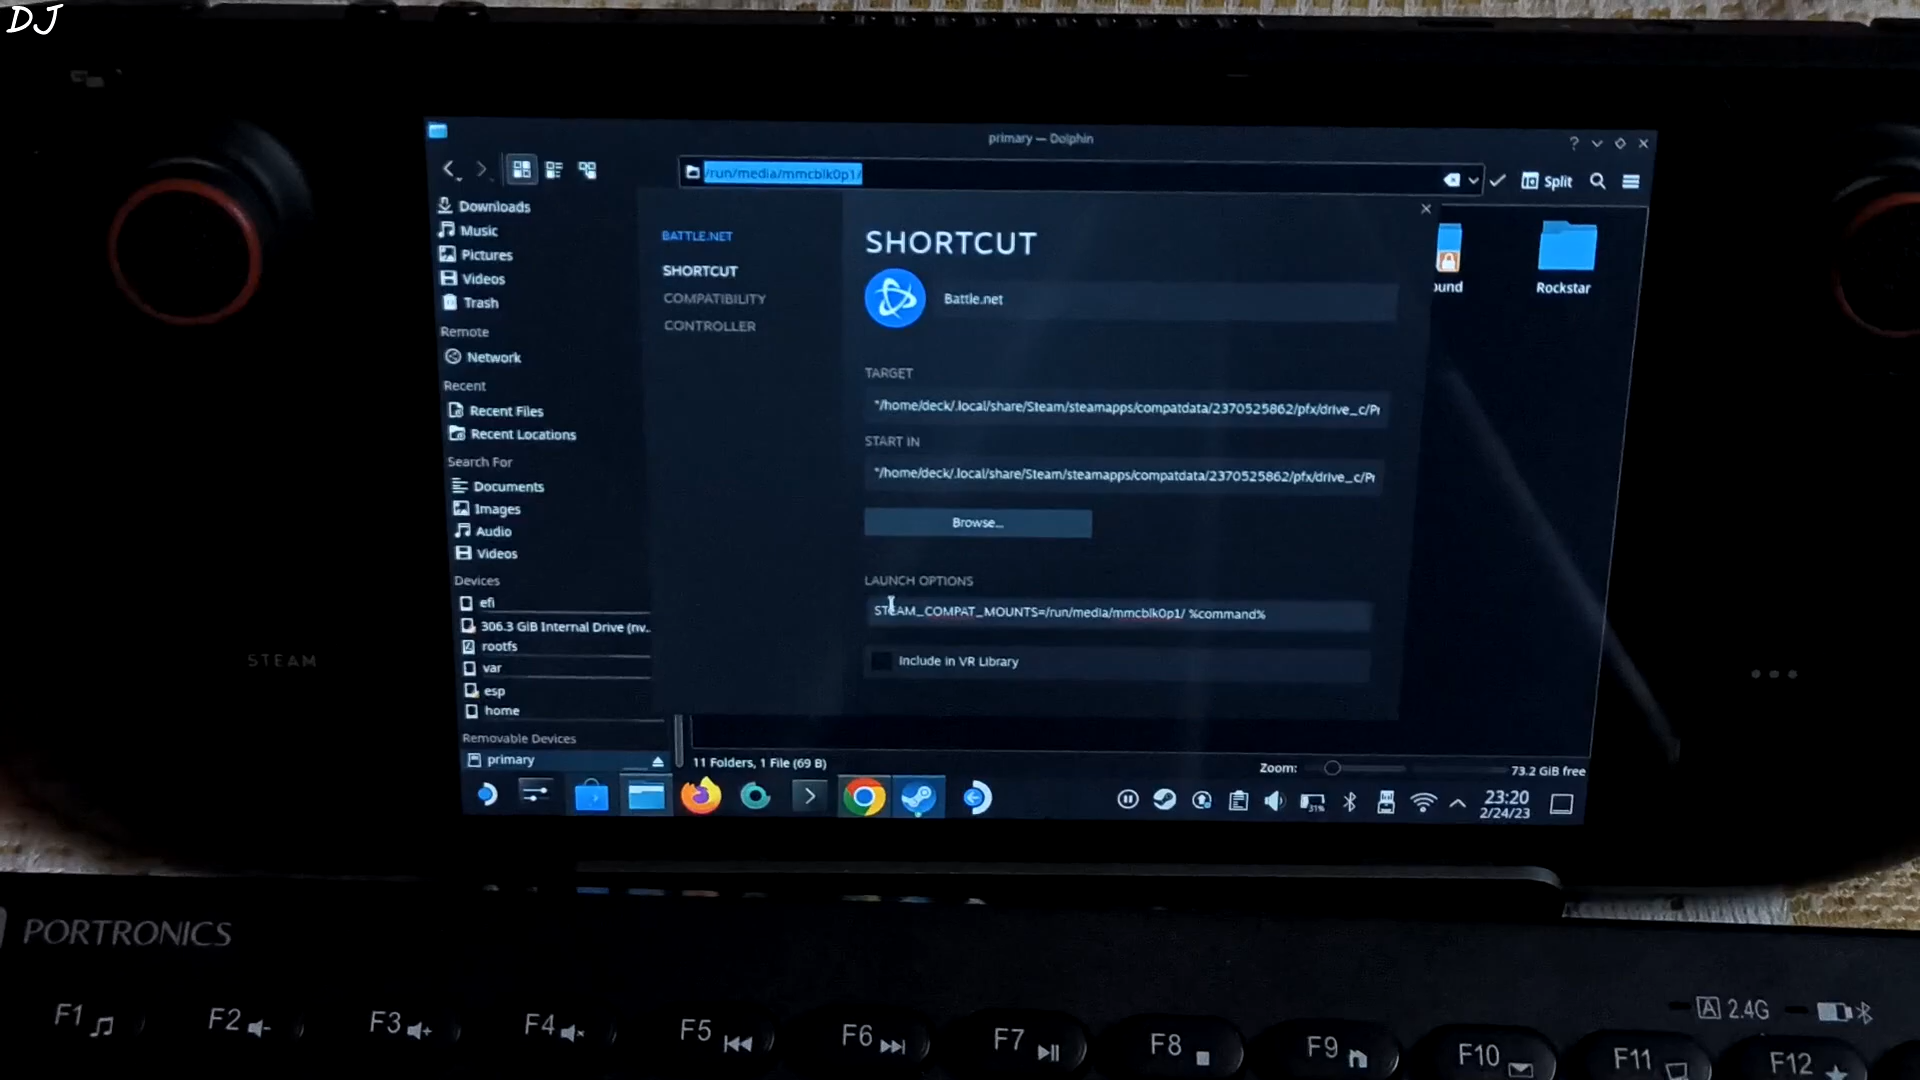 DJ
primary — Dolphin
/run/media/mmcblk0p1/
Split
Downloads
Music
Pictures
Videos
Trash
Remote
Network
Recent
Recent Files
Recent Locations
Search For
Documents
Images
Audio
Videos
Devices
efi
306.3 GiB Internal Drive (nv...
rootfs
var
esp
home
Removable Devices
primary
BATTLE.NET
SHORTCUT
COMPATIBILITY
CONTROLLER
SHORTCUT
Battle.net
TARGET
"/home/deck/.local/share/Steam/steamapps/compatdata/2370525862/pfx/drive_c/Pr
START IN
"/home/deck/.local/share/Steam/steamapps/compatdata/2370525862/pfx/drive_c/Pr
Browse...
LAUNCH OPTIONS
STEAM_COMPAT_MOUNTS=/run/media/mmcblk0p1/ %command%
Include in VR Library
Rockstar
11 Folders, 1 File (69 B)
Zoom:
73.2 GiB free
31%
23:20
2/24/23
STEAM
PORTRONICS
A 2.4G
F1
F2
F3
F4
F5
F6
F7
F8
F9
F10
F11
F12